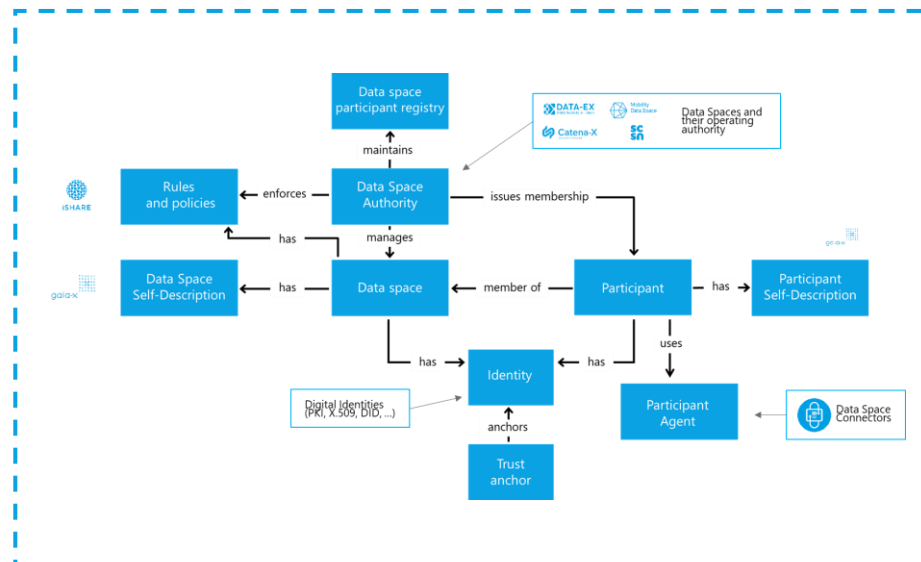 Data space
participant registry
DATA-EX
Mobility
Data Space
Catena-X
SC
SN
Data Spaces and
their operating
authority
maintains
iSHARE
Rules
and policies
enforces
Data Space
Authority
issues membership
has
manages
gaia-x
gaia-x
Data Space
Self-Description
has
Data space
member of
Participant
has
Participant
Self-Description
has
Identity
has
uses
Digital Identities
(PKI, X.509, DID, ...)
anchors
Participant
Agent
Data Space
Connectors
Trust
anchor